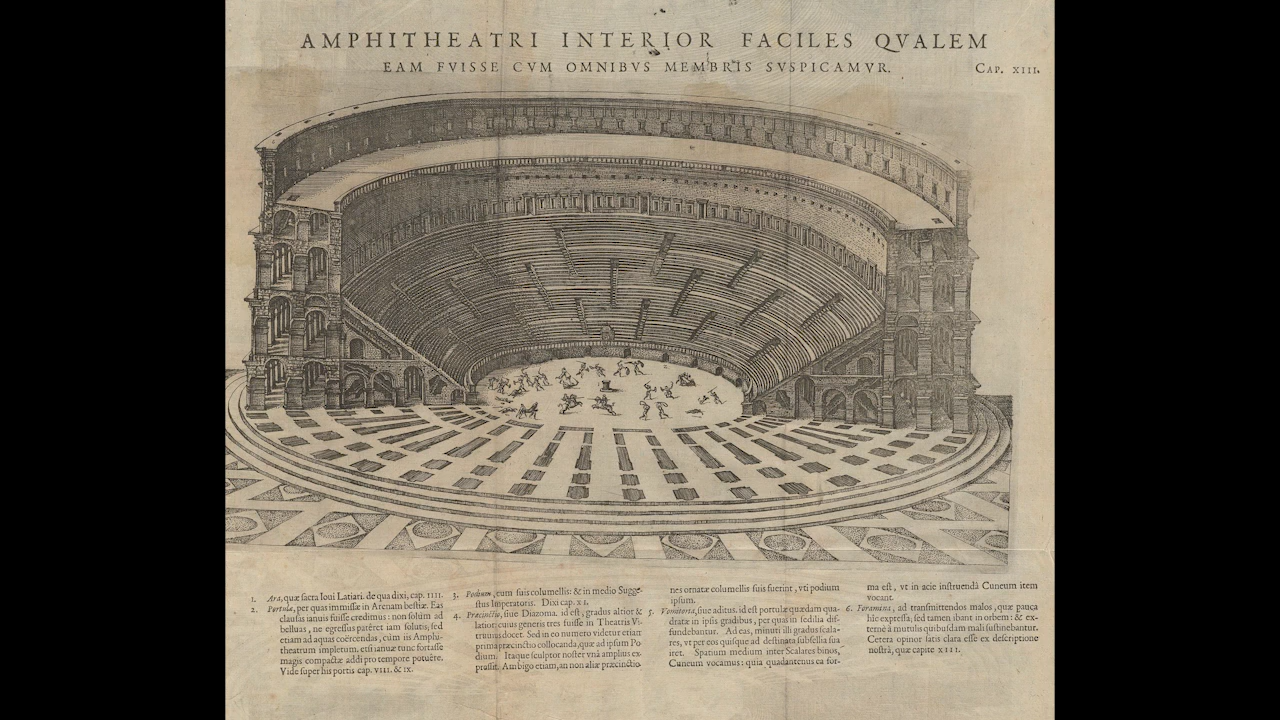 AMPHITHEATRI INTERIOR FACILES QVALEM
EAM FVISSE CVM OMNIBVS MEMBRIS SVSPICAMVR.
CAP. XIII.
1. Ara, quæ sacra Ioui Latiari. de qua dixi, cap. IIII.
2. Portulæ, per quas immissæ in Arenam bestiæ. Eas
clausas ianuis fuisse credimus: non solùm ad
belluas, ne egressus patêret iam solutis; sed
etiam ad aquas coërcendas, cùm iis Amphi-
theatrum impletum. etsi ianuæ tunc fortasse
magis compactæ addi pro tempore potuêre.
Vide super his portis cap. VIII. & IX.
3. Podium, cum suis columellis: & in medio Sugge-
stus Imperatoris. Dixi cap. XI.
4. Præcinctio, siue Diazoma. id est, gradus altior &
latior: cuius generis tres fuisse in Theatris Vi-
truuius docet. Sed in eo numero videtur etiam
prima præcinctio collocanda, quæ ad ipsum Po-
dium. Itaque sculptor noster vnâ amplius ex-
prassit. Ambigo etiam, an non aliæ præcinctio-
nes ornatæ columellis suis fuerint, vti podium
ipsum.
5. Vomitoria, siue aditus. id est portulæ quædam qua-
dratæ in ipsis gradibus, per quas in sedilia dif-
fundebantur. Ad eas, minuti illi gradus scala-
res, vt per eos quisque ad destinata subsellia sua
iret. Spatium medium inter Scalares binos,
Cuneum vocamus: quia quadantenus ea for-
ma est, vt in acie instruendâ Cuneum item
vocant.
6. Foramina, ad transmittendos malos, quæ pauca
hîc expressa; sed tamen ibant in orbem: & ex-
ternè à mutulis quibusdam mali sustinebantur.
Cetera opinor satis clara esse ex descriptione
nostrâ, quæ capite XIII.